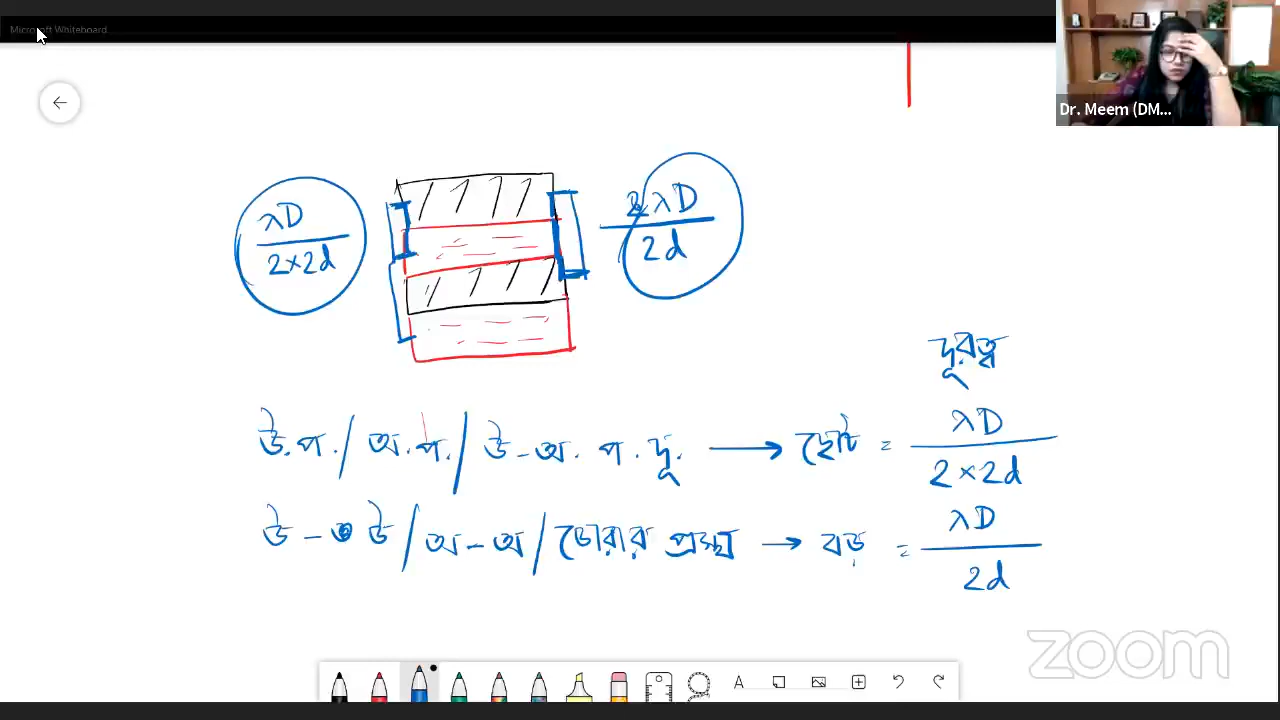 Microsoft Whiteboard
Dr. Meem (DM...
λD
2×2d
2λD
2d
দূরত্ব
উ.প./ অ.প./ উ-অ. প. দূ. → ছোট = λD
2×2d
উ - উ / অ-অ / ডোরার প্রস্থ → বড় = λD
2d
zoom
A